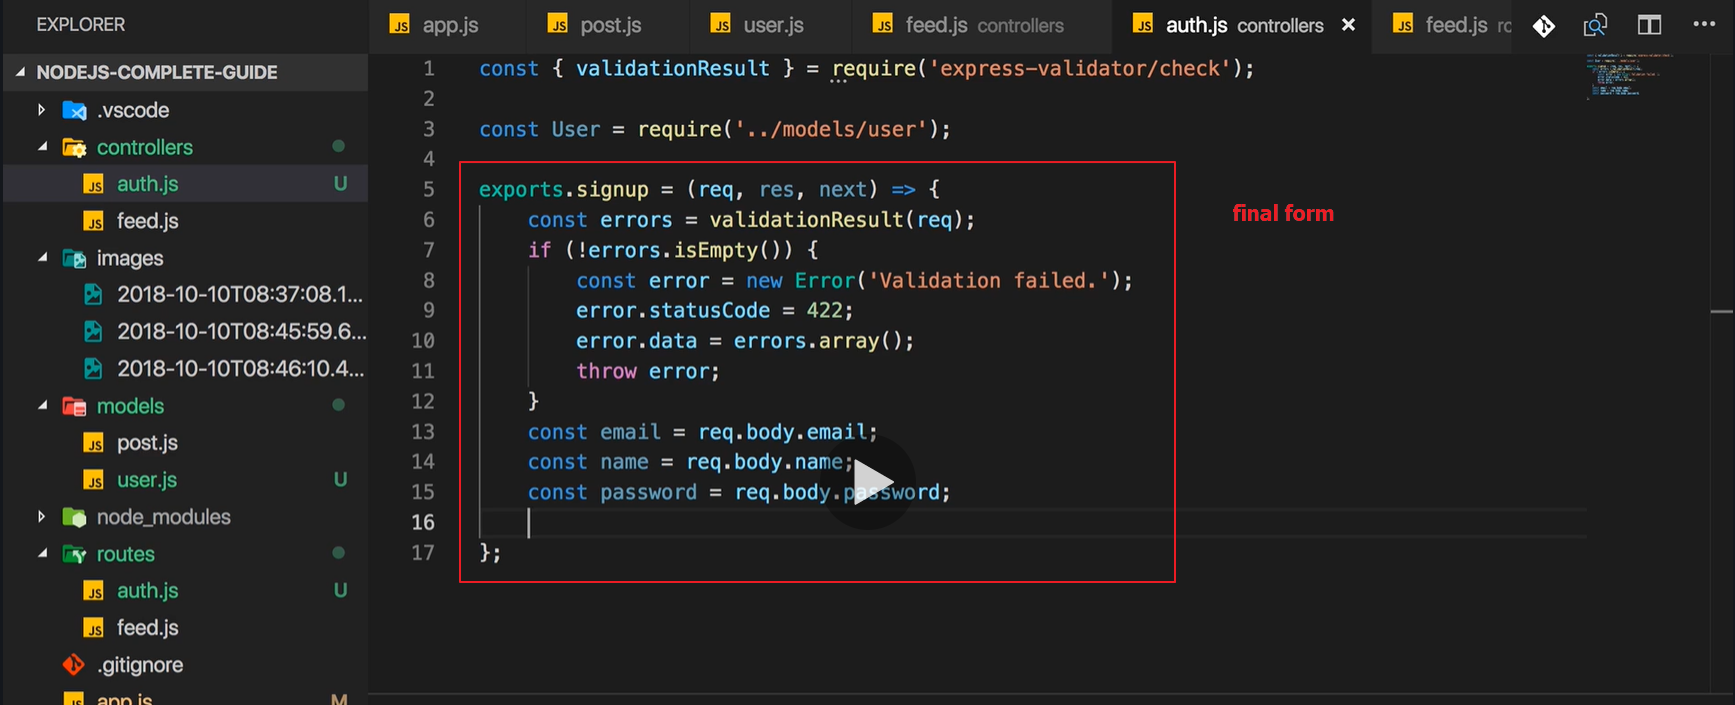 EXPLORER
NODEJS-COMPLETE-GUIDE
.vscode
controllers
auth.js U
feed.js
images
2018-10-10T08:37:08.1...
2018-10-10T08:45:59.6...
2018-10-10T08:46:10.4...
models
post.js
user.js U
node_modules
routes
auth.js U
feed.js
.gitignore
app.js M
app.js post.js user.js feed.js controllers auth.js controllers × feed.js
1 const { validationResult } = require('express-validator/check');
2
3 const User = require('../models/user');
4
5 exports.signup = (req, res, next) => {
6 const errors = validationResult(req);
7 if (!errors.isEmpty()) {
8 const error = new Error('Validation failed.');
9 error.statusCode = 422;
10 error.data = errors.array();
11 throw error;
12 }
13 const email = req.body.email;
14 const name = req.body.name;
15 const password = req.body.password;
16
17 };
final form